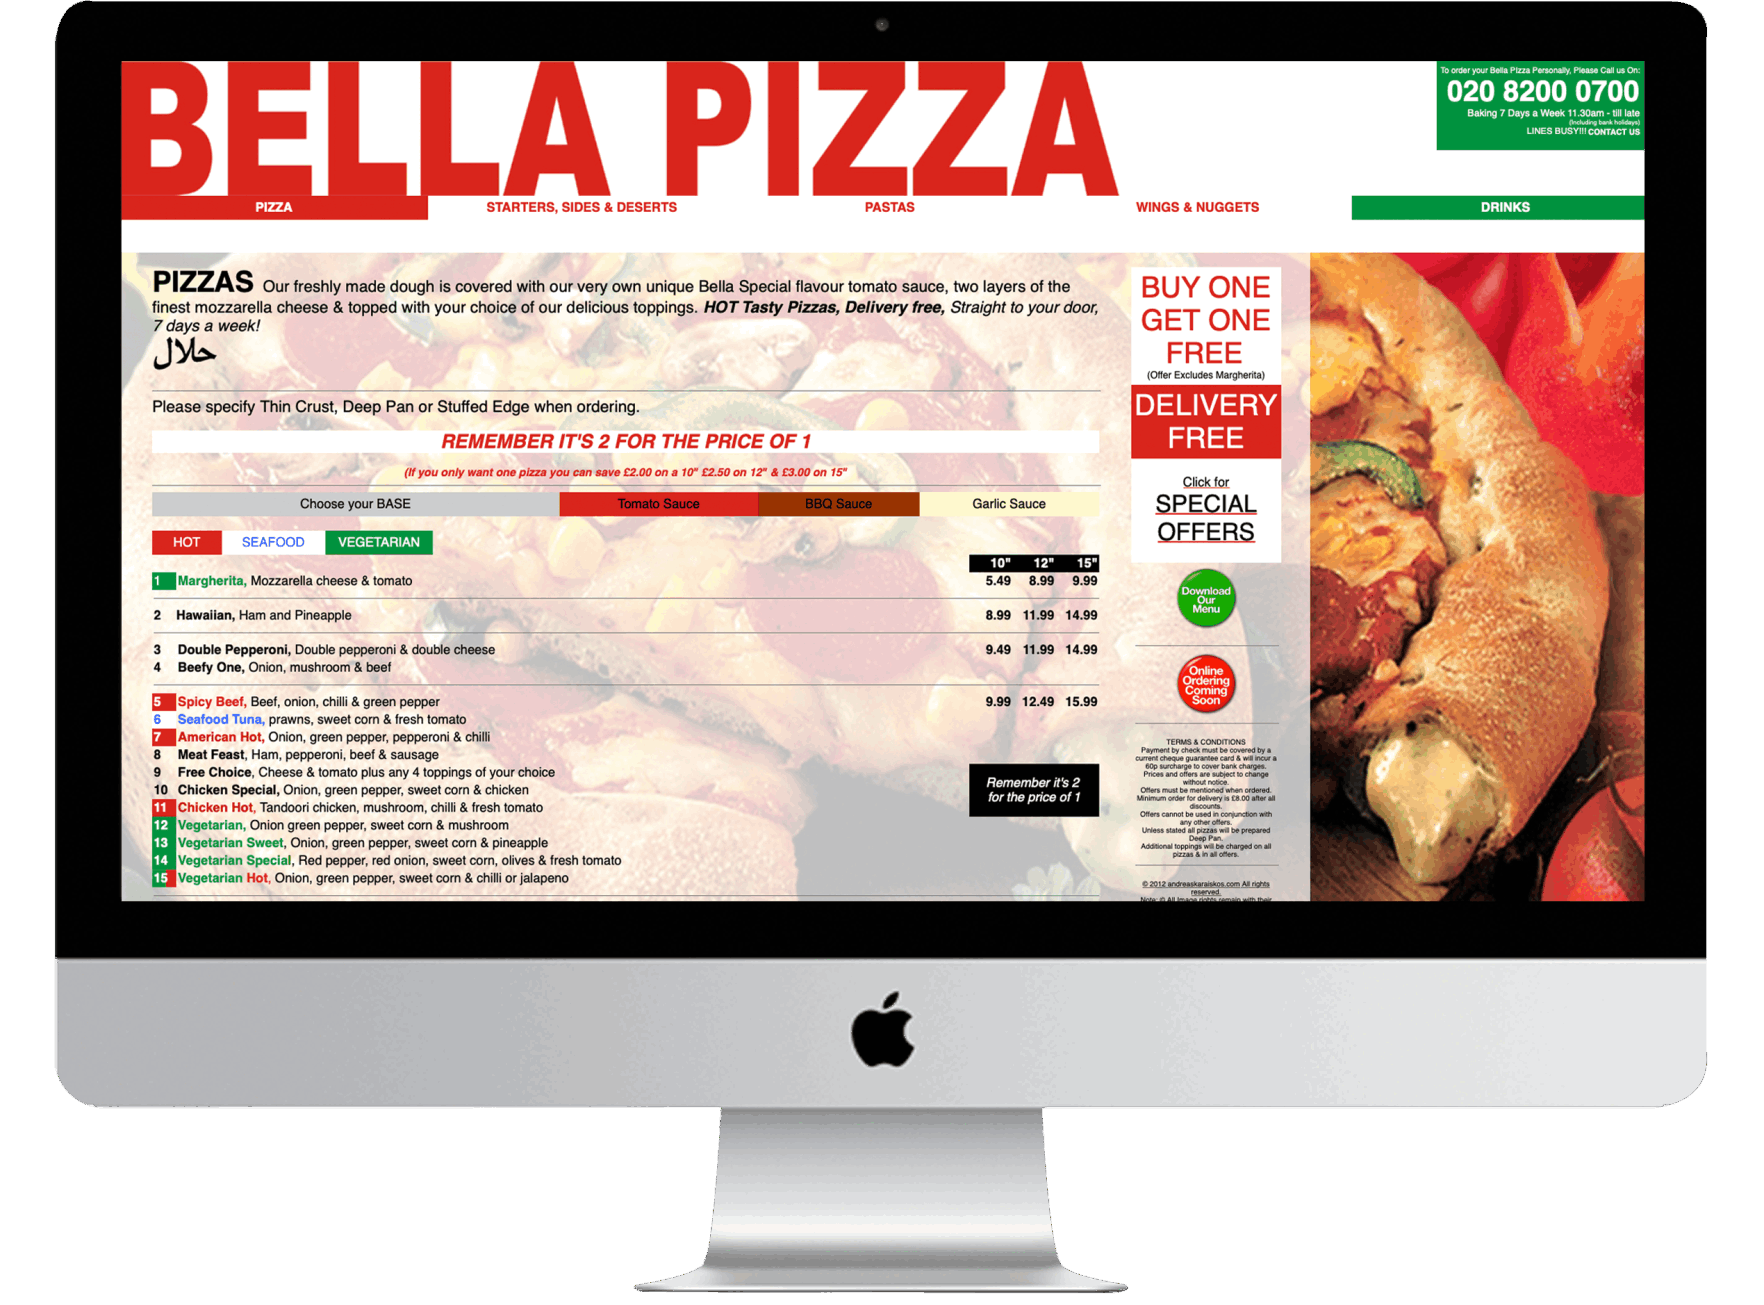 BELLA PIZZA
To order your Bella Pizza Personally, Please Call us On:
020 8200 0700
Baking 7 Days a Week 11.30am - till late
(Including bank holidays)
LINES BUSY!!! CONTACT US
PIZZA
STARTERS, SIDES & DESERTS
PASTAS
WINGS & NUGGETS
DRINKS
PIZZAS Our freshly made dough is covered with our very own unique Bella Special flavour tomato sauce, two layers of the
finest mozzarella cheese & topped with your choice of our delicious toppings. HOT Tasty Pizzas, Delivery free, Straight to your door,
7 days a week!
حلال
Please specify Thin Crust, Deep Pan or Stuffed Edge when ordering.
REMEMBER IT'S 2 FOR THE PRICE OF 1
(If you only want one pizza you can save £2.00 on a 10" £2.50 on 12" & £3.00 on 15"
Choose your BASE
Tomato Sauce
BBQ Sauce
Garlic Sauce
HOT
SEAFOOD
VEGETARIAN
10" 12" 15"
1 Margherita, Mozzarella cheese & tomato 5.49 8.99 9.99
2 Hawaiian, Ham and Pineapple 8.99 11.99 14.99
3 Double Pepperoni, Double pepperoni & double cheese 9.49 11.99 14.99
4 Beefy One, Onion, mushroom & beef
5 Spicy Beef, Beef, onion, chilli & green pepper 9.99 12.49 15.99
6 Seafood Tuna, prawns, sweet corn & fresh tomato
7 American Hot, Onion, green pepper, pepperoni & chilli
8 Meat Feast, Ham, pepperoni, beef & sausage
9 Free Choice, Cheese & tomato plus any 4 toppings of your choice
10 Chicken Special, Onion, green pepper, sweet corn & chicken
11 Chicken Hot, Tandoori chicken, mushroom, chilli & fresh tomato
12 Vegetarian, Onion green pepper, sweet corn & mushroom
13 Vegetarian Sweet, Onion, green pepper, sweet corn & pineapple
14 Vegetarian Special, Red pepper, red onion, sweet corn, olives & fresh tomato
15 Vegetarian Hot, Onion, green pepper, sweet corn & chilli or jalapeno
Remember it's 2
for the price of 1
BUY ONE
GET ONE
FREE
(Offer Excludes Margherita)
DELIVERY
FREE
Click for
SPECIAL
OFFERS
Download
Our
Menu
Online
Ordering
Coming
Soon
TERMS & CONDITIONS
Payment by check must be covered by a
current cheque guarantee card & will incur a
60p surcharge to cover bank charges.
Prices and offers are subject to change
without notice.
Offers must be mentioned when ordered.
Minimum order for delivery is £8.00 after all
discounts.
Offers cannot be used in conjunction with
any other offers.
Unless stated all pizzas will be prepared
Deep Pan.
Additional toppings will be charged on all
pizzas & in all offers.
© 2012 andreaskaraiskos.com All rights
reserved.
Note: © All Image rights remain with their